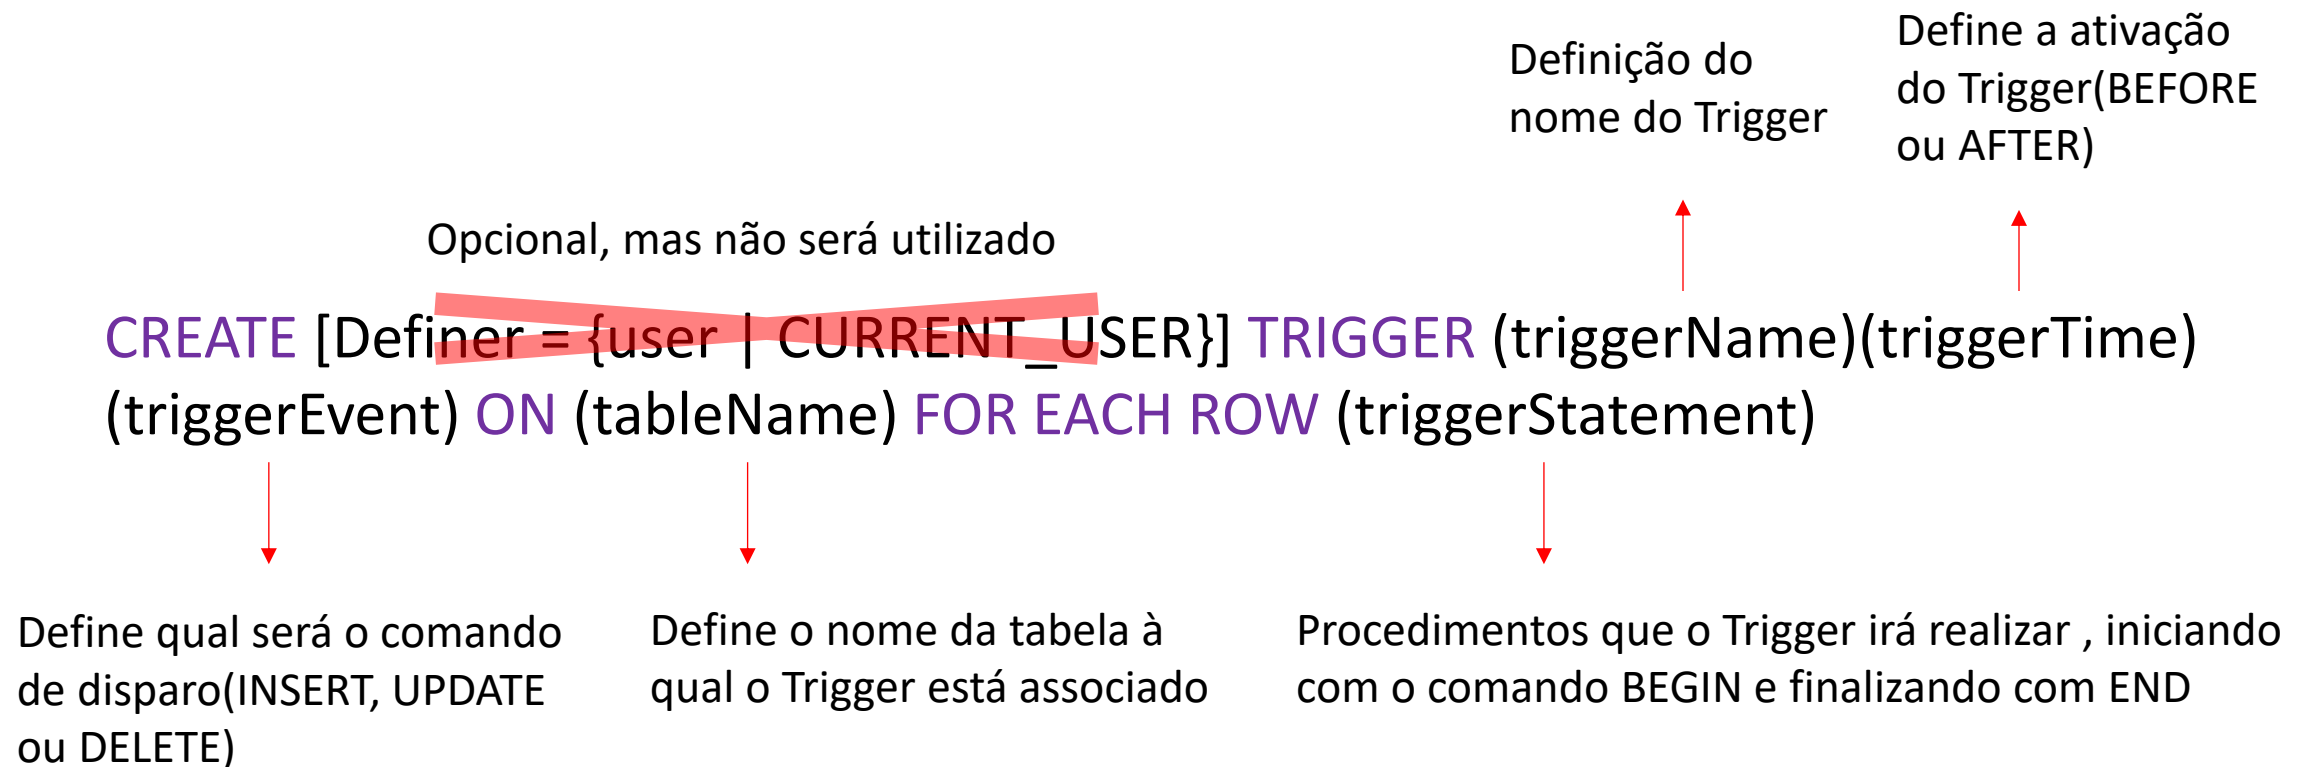 Definição do
nome do Trigger
Define a ativação
do Trigger(BEFORE
ou AFTER)
Opcional, mas não será utilizado
CREATE [Definer = {user | CURRENT_USER}] TRIGGER (triggerName)(triggerTime)
(triggerEvent) ON (tableName) FOR EACH ROW (triggerStatement)
Define qual será o comando
de disparo(INSERT, UPDATE
ou DELETE)
Define o nome da tabela à
qual o Trigger está associado
Procedimentos que o Trigger irá realizar , iniciando
com o comando BEGIN e finalizando com END